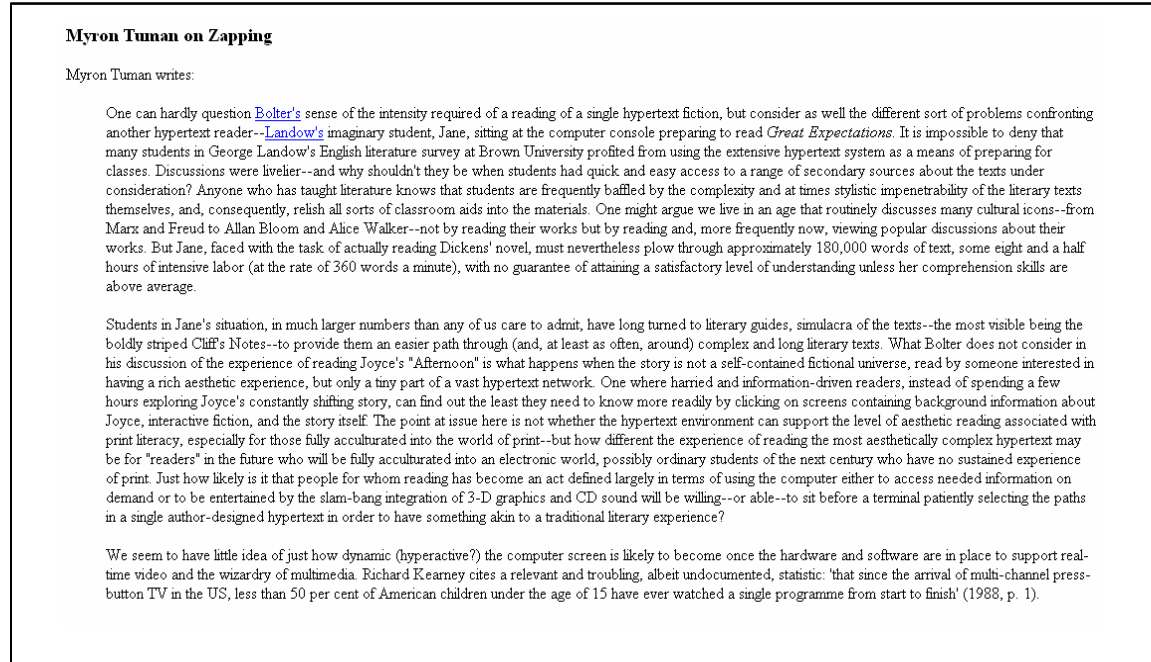 Myron Tuman on Zapping
Myron Tuman writes:
One can hardly question Bolter's sense of the intensity required of a reading of a single hypertext fiction, but consider as well the different sort of problems confronting
another hypertext reader--Landow's imaginary student, Jane, sitting at the computer console preparing to read Great Expectations. It is impossible to deny that
many students in George Landow's English literature survey at Brown University profited from using the extensive hypertext system as a means of preparing for
classes. Discussions were livelier--and why shouldn't they be when students had quick and easy access to a range of secondary sources about the texts under
consideration? Anyone who has taught literature knows that students are frequently baffled by the complexity and at times stylistic impenetrability of the literary texts
themselves, and, consequently, relish all sorts of classroom aids into the materials. One might argue we live in an age that routinely discusses many cultural icons--from
Marx and Freud to Allan Bloom and Alice Walker--not by reading their works but by reading and, more frequently now, viewing popular discussions about their
works. But Jane, faced with the task of actually reading Dickens' novel, must nevertheless plow through approximately 180,000 words of text, some eight and a half
hours of intensive labor (at the rate of 360 words a minute), with no guarantee of attaining a satisfactory level of understanding unless her comprehension skills are
above average.
Students in Jane's situation, in much larger numbers than any of us care to admit, have long turned to literary guides, simulacra of the texts--the most visible being the
boldly striped Cliff's Notes--to provide them an easier path through (and, at least as often, around) complex and long literary texts. What Bolter does not consider in
his discussion of the experience of reading Joyce's "Afternoon" is what happens when the story is not a self-contained fictional universe, read by someone interested in
having a rich aesthetic experience, but only a tiny part of a vast hypertext network. One where harried and information-driven readers, instead of spending a few
hours exploring Joyce's constantly shifting story, can find out the least they need to know more readily by clicking on screens containing background information about
Joyce, interactive fiction, and the story itself. The point at issue here is not whether the hypertext environment can support the level of aesthetic reading associated with
print literacy, especially for those fully acculturated into the world of print--but how different the experience of reading the most aesthetically complex hypertext may
be for "readers" in the future who will be fully acculturated into an electronic world, possibly ordinary students of the next century who have no sustained experience
of print. Just how likely is it that people for whom reading has become an act defined largely in terms of using the computer either to access needed information on
demand or to be entertained by the slam-bang integration of 3-D graphics and CD sound will be willing--or able--to sit before a terminal patiently selecting the paths
in a single author-designed hypertext in order to have something akin to a traditional literary experience?
We seem to have little idea of just how dynamic (hyperactive?) the computer screen is likely to become once the hardware and software are in place to support real-
time video and the wizardry of multimedia. Richard Kearney cites a relevant and troubling, albeit undocumented, statistic: 'that since the arrival of multi-channel press-
button TV in the US, less than 50 per cent of American children under the age of 15 have ever watched a single programme from start to finish' (1988, p. 1).